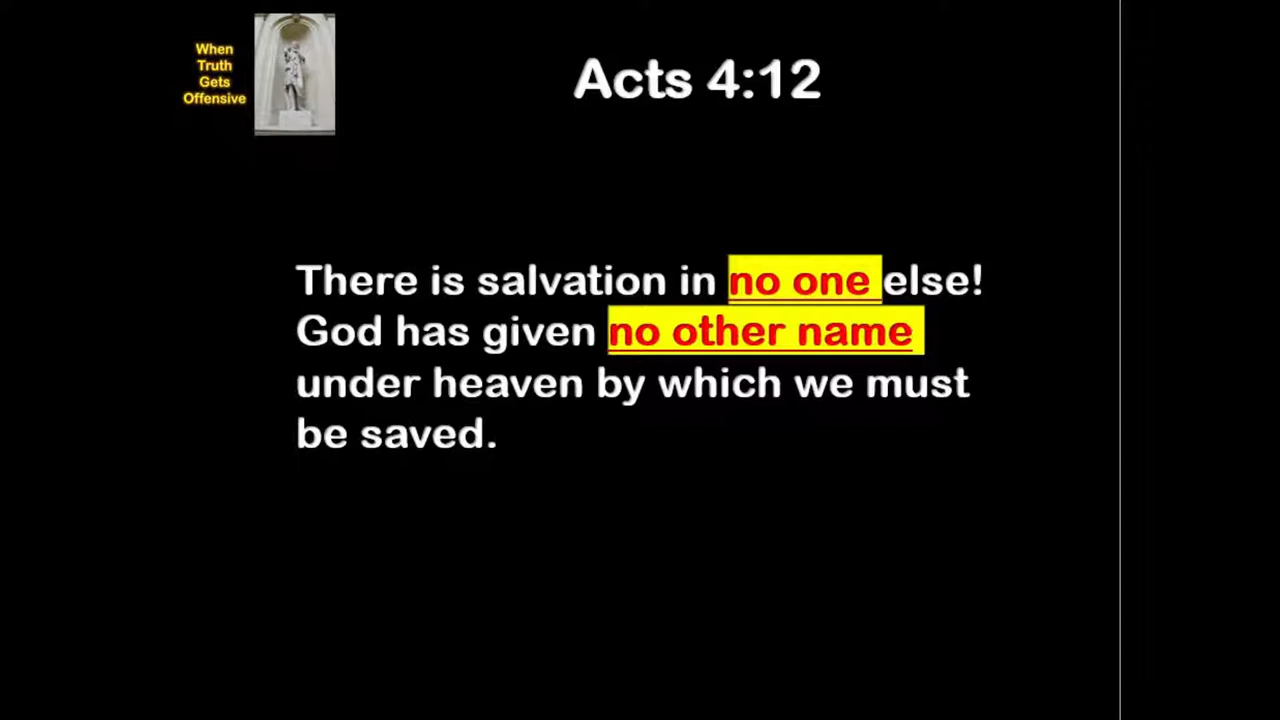 When
Truth
Gets
Offensive
Acts 4:12
There is salvation in no one else!
God has given no other name
under heaven by which we must
be saved.